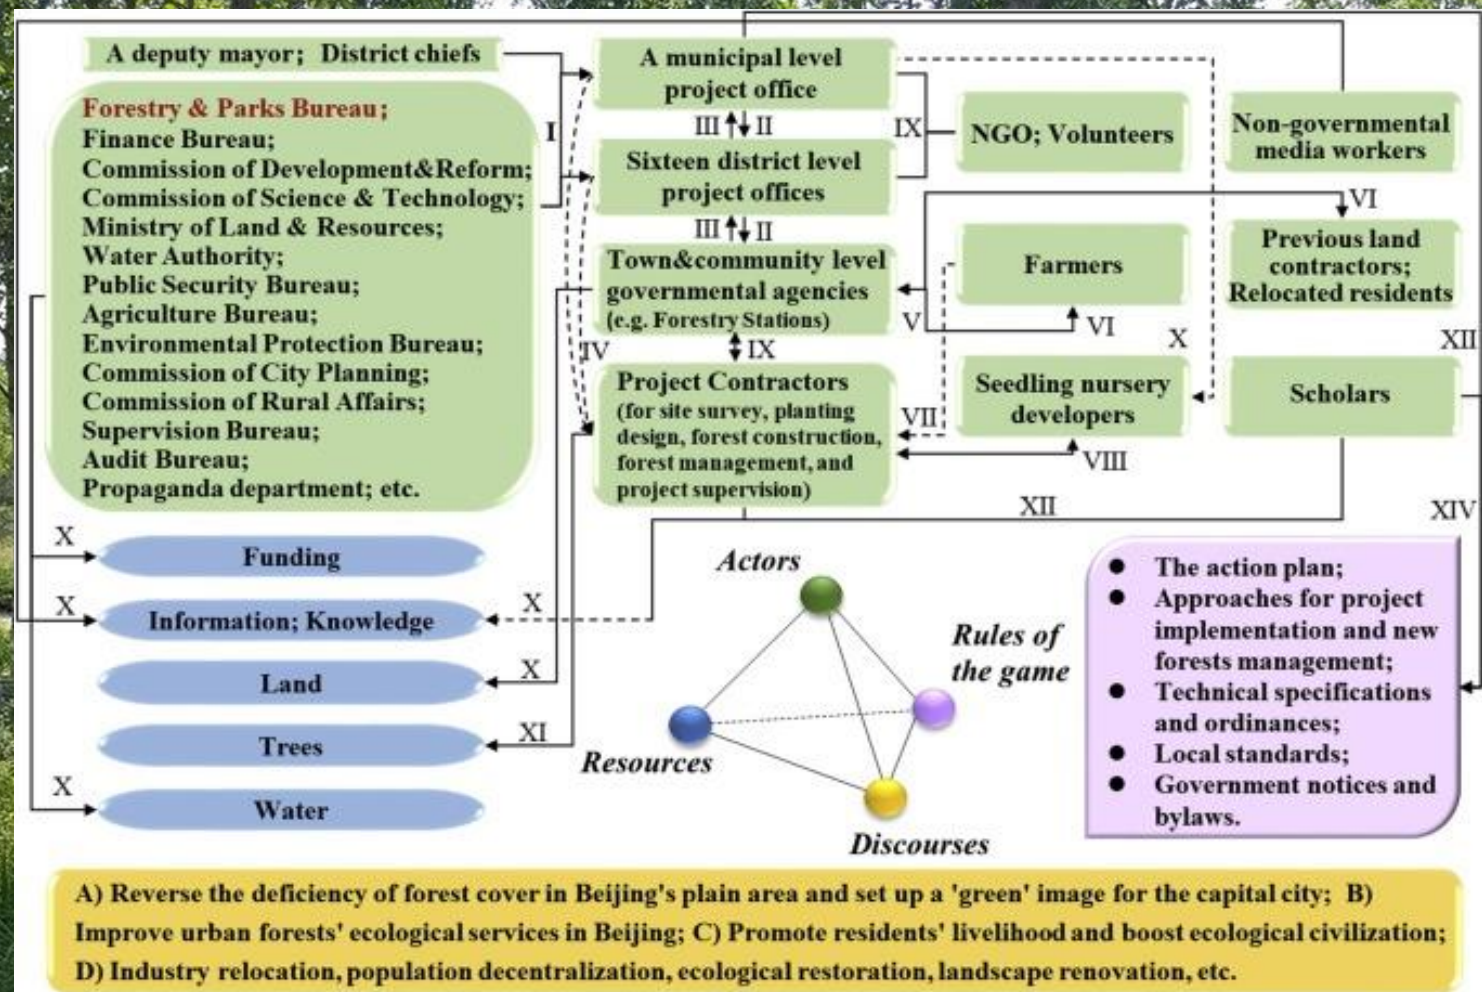 A deputy mayor; District chiefs
Forestry & Parks Bureau;
Finance Bureau;
Commission of Development&Reform;
Commission of Science & Technology;
Ministry of Land & Resources;
Water Authority;
Public Security Bureau;
Agriculture Bureau;
Environmental Protection Bureau;
Commission of City Planning;
Commission of Rural Affairs;
Supervision Bureau;
Audit Bureau;
Propaganda department; etc.
I
A municipal level
project office
III II
Sixteen district level
project offices
III II
Town&community level
governmental agencies
(e.g. Forestry Stations)
IV
IX
Project Contractors
(for site survey, planting
design, forest construction,
forest management, and
project supervision)
IX
NGO; Volunteers
Non-governmental
media workers
VI
Farmers
Previous land
contractors;
Relocated residents
V
VI
X
XII
Seedling nursery
developers
Scholars
VII
VIII
XII
XIV
X
Funding
X
Information; Knowledge
X
Land
X
Trees
XI
X
Water
Actors
Rules of
the game
Resources
Discourses
● The action plan;
● Approaches for project
implementation and new
forests management;
● Technical specifications
and ordinances;
● Local standards;
● Government notices and
bylaws.
A) Reverse the deficiency of forest cover in Beijing's plain area and set up a 'green' image for the capital city; B)
Improve urban forests' ecological services in Beijing; C) Promote residents' livelihood and boost ecological civilization;
D) Industry relocation, population decentralization, ecological restoration, landscape renovation, etc.